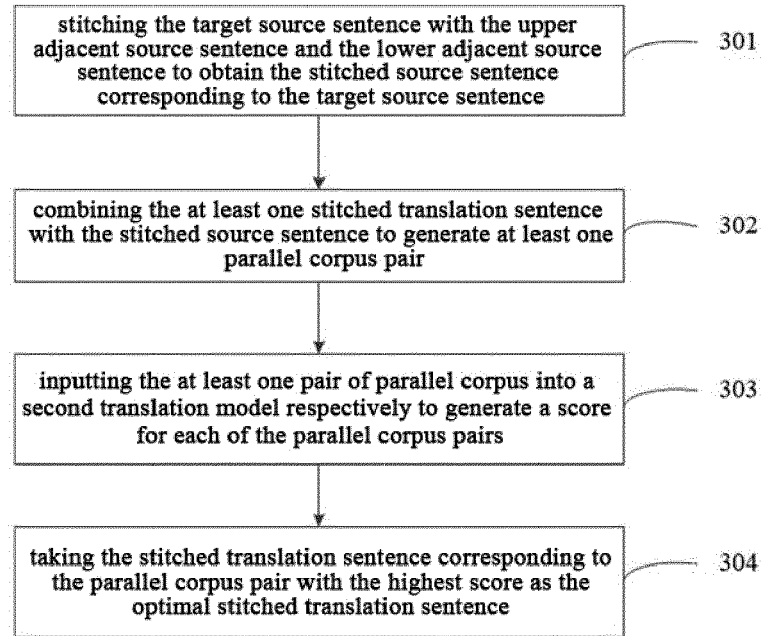 stitching the target source sentence with the upper
adjacent source sentence and the lower adjacent source
sentence to obtain the stitched source sentence
corresponding to the target source sentence
301
combining the at least one stitched translation sentence
with the stitched source sentence to generate at least one
parallel corpus pair
302
inputting the at least one pair of parallel corpus into a
second translation model respectively to generate a score
for each of the parallel corpus pairs
303
taking the stitched translation sentence corresponding to
the parallel corpus pair with the highest score as the
optimal stitched translation sentence
304